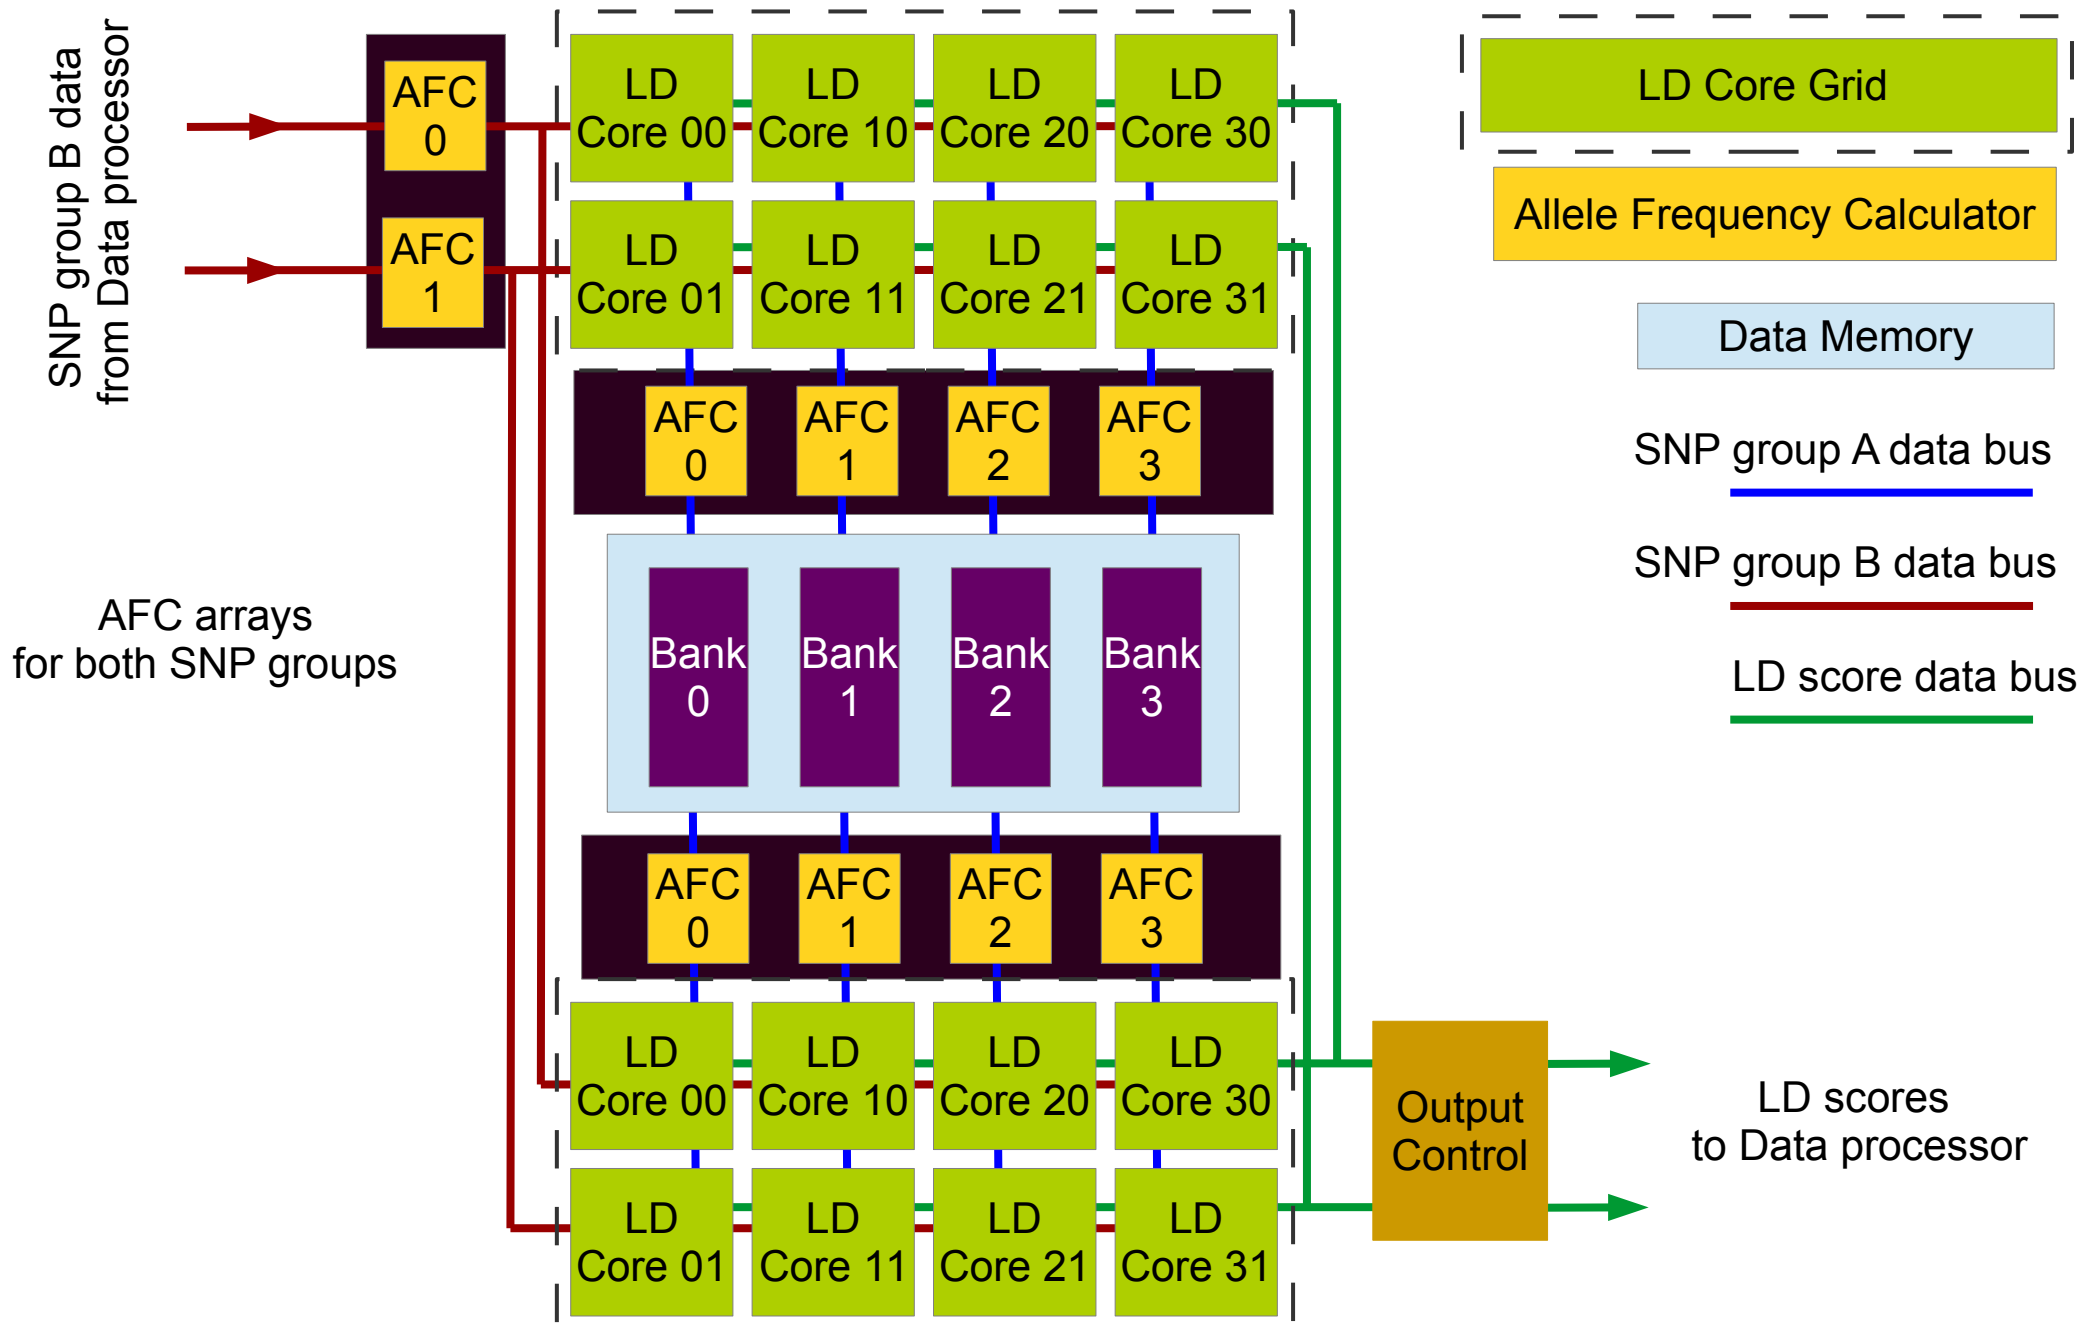 SNP group B data
from Data processor
AFC
0
AFC
1
LD
Core 00
LD
Core 10
LD
Core 20
LD
Core 30
LD
Core 01
LD
Core 11
LD
Core 21
LD
Core 31
AFC
0
AFC
1
AFC
2
AFC
3
Bank
0
Bank
1
Bank
2
Bank
3
AFC
0
AFC
1
AFC
2
AFC
3
LD
Core 00
LD
Core 10
LD
Core 20
LD
Core 30
LD
Core 01
LD
Core 11
LD
Core 21
LD
Core 31
AFC arrays
for both SNP groups
Output
Control
LD scores
to Data processor
LD Core Grid
Allele Frequency Calculator
Data Memory
SNP group A data bus
SNP group B data bus
LD score data bus